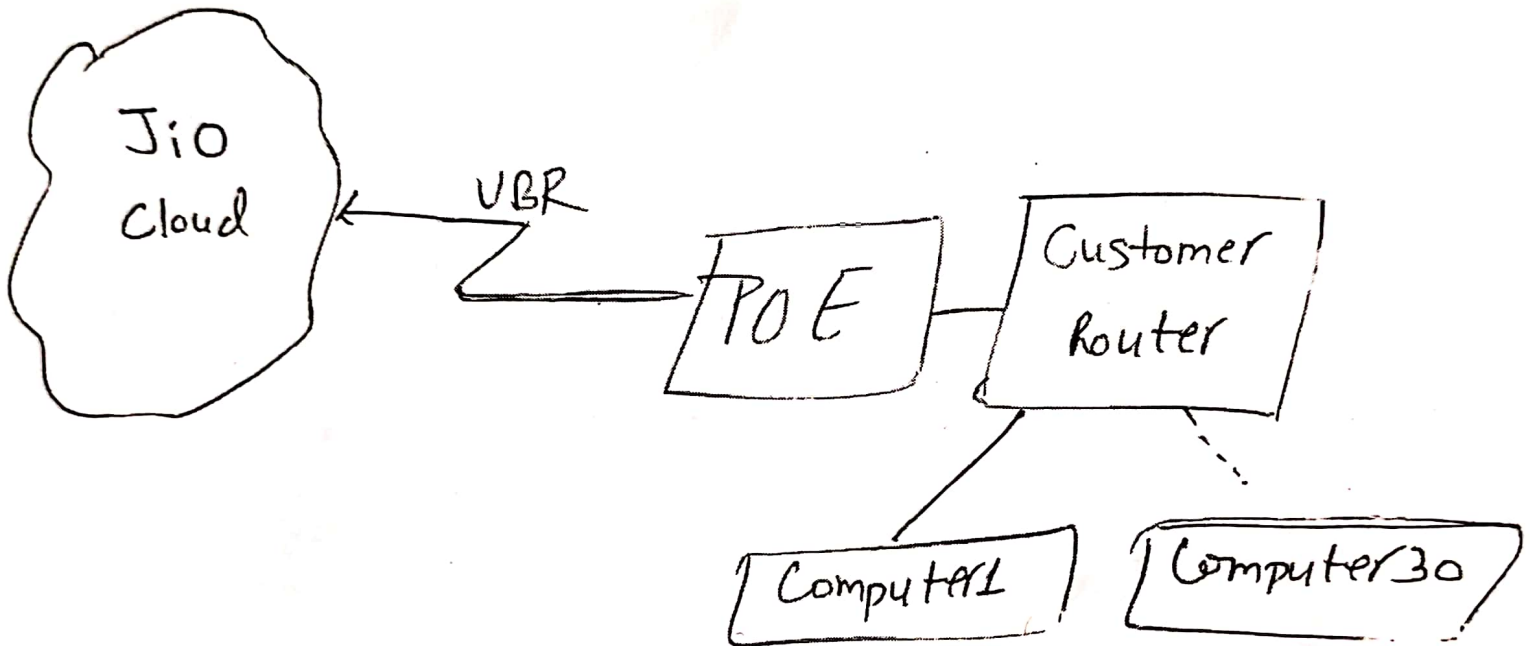 Jio
Cloud
UBR
POE
Customer
Router
Computer1
Computer30